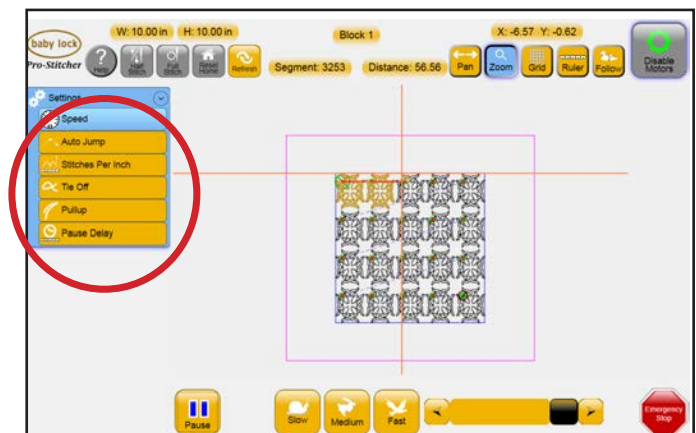 W: 10.00 in H: 10.00 in
Block 1
X: -6.57 Y: -0.62
baby lock
Pro-Stitcher
Help
Half Stitch
Full Stitch
Reset Home
Refresh
Segment: 3253
Distance: 56.56
Pan
Zoom
Grid
Ruler
Follow
Disable Motors
Settings
Speed
Auto Jump
Stitches Per Inch
Tie Off
Pullup
Pause Delay
Pause
Slow
Medium
Fast
Emergency Stop